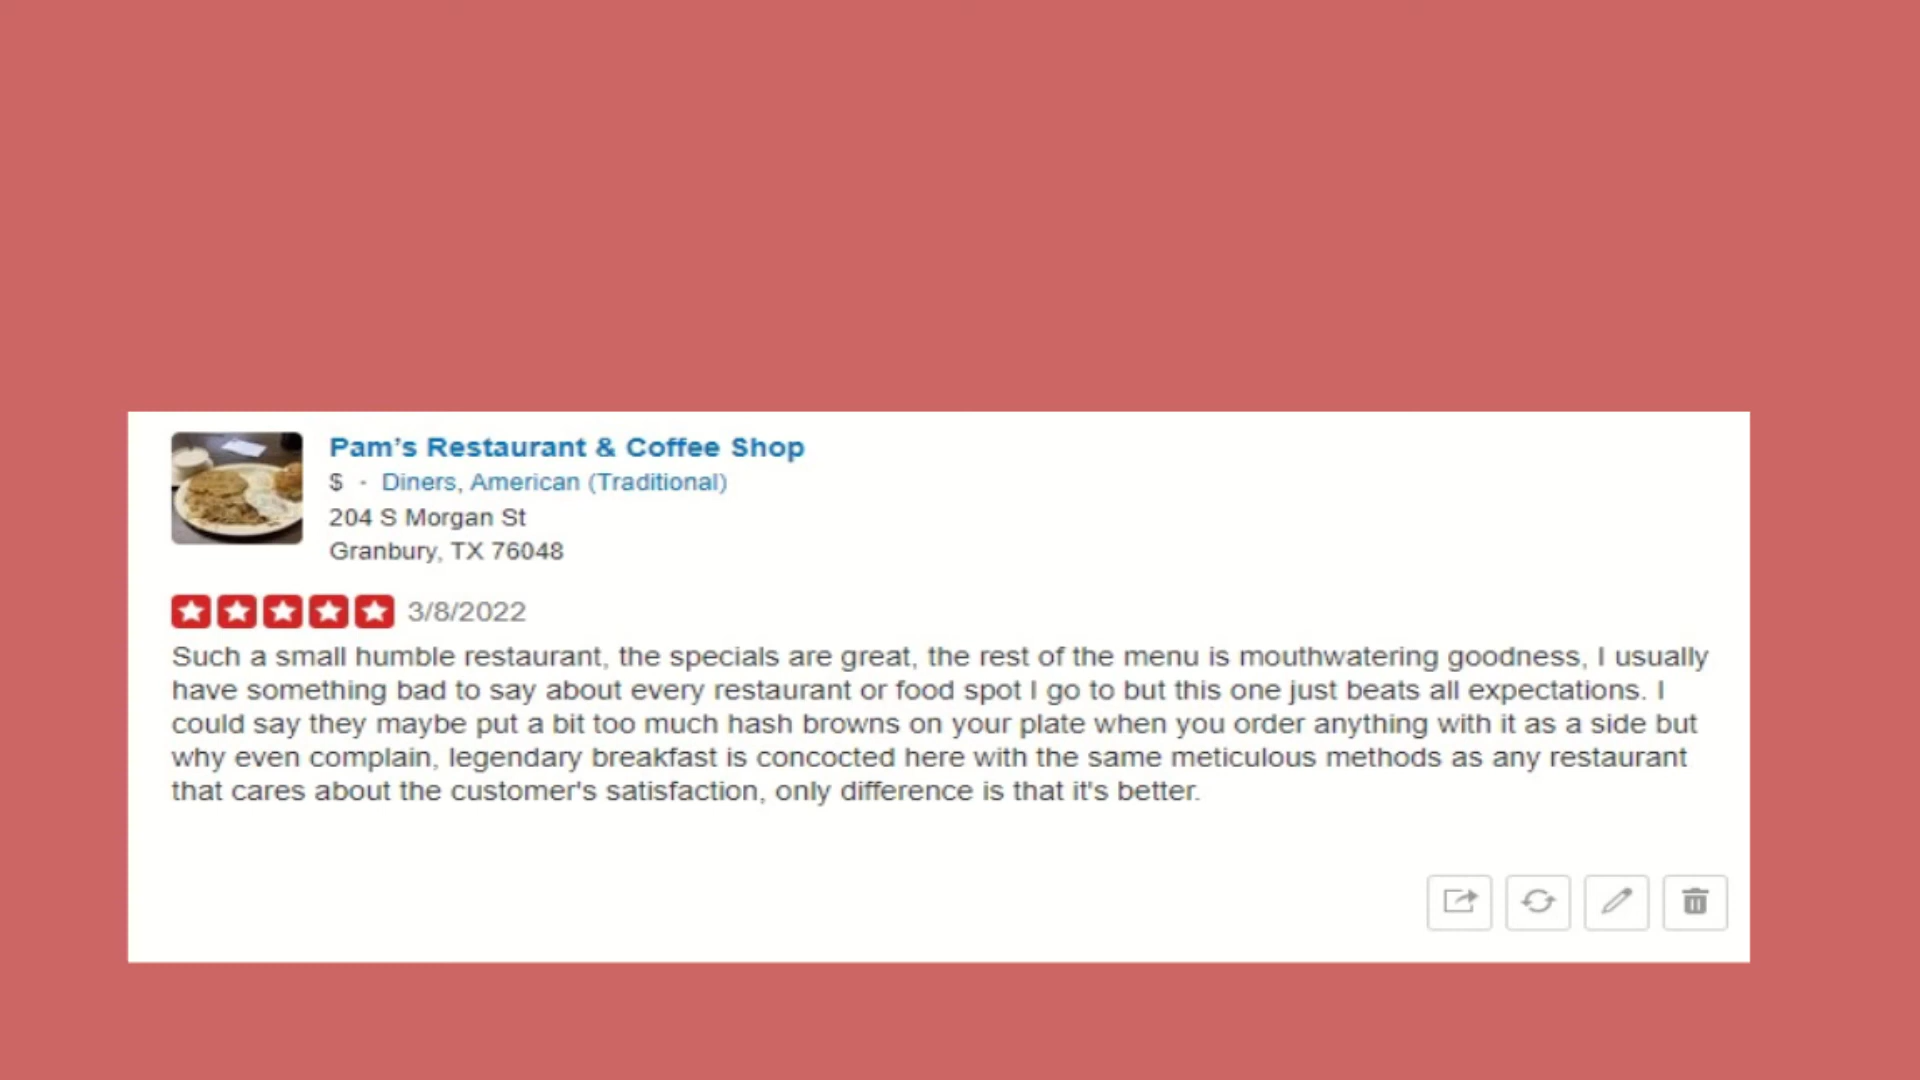 Pam’s Restaurant & Coffee Shop
$ - Diners, American (Traditional)
204 S Morgan St
Granbury, TX 76048
3/8/2022
Such a small humble restaurant, the specials are great, the rest of the menu is mouthwatering goodness, I usually
have something bad to say about every restaurant or food spot I go to but this one just beats all expectations. I
could say they maybe put a bit too much hash browns on your plate when you order anything with it as a side but
why even complain, legendary breakfast is concocted here with the same meticulous methods as any restaurant
that cares about the customer's satisfaction, only difference is that it's better.